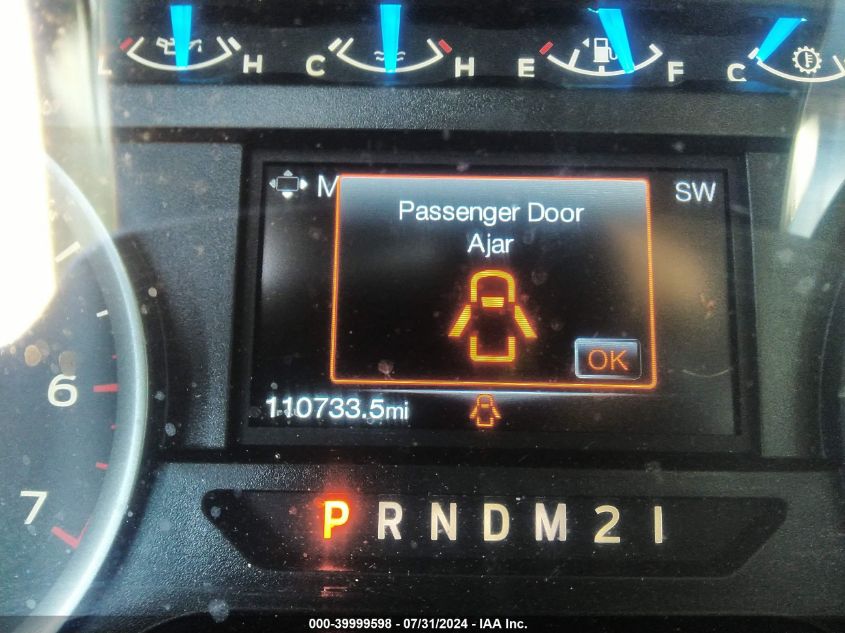 L H C H E F C
M SW
Passenger Door
Ajar
OK
110733.5mi
6
7
P R N D M 2 1
000-39999598 - 07/31/2024 - IAA Inc.